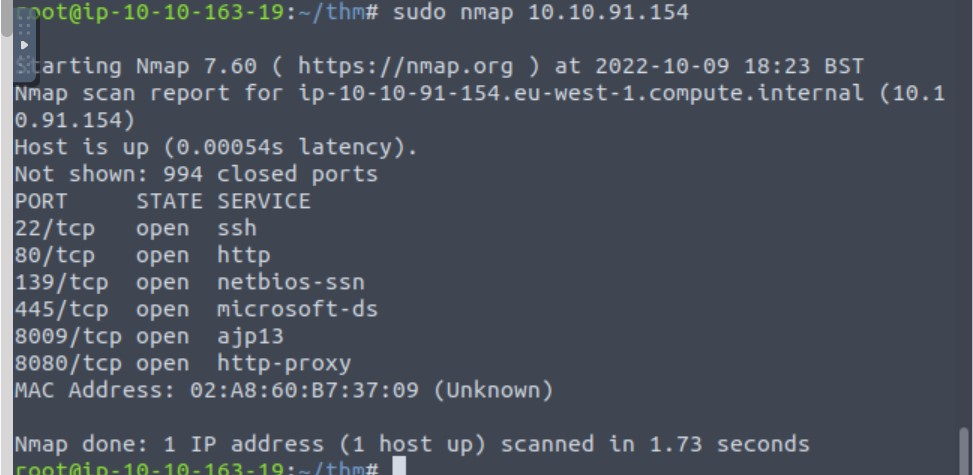 root@ip-10-10-163-19:~/thm# sudo nmap 10.10.91.154
Starting Nmap 7.60 ( https://nmap.org ) at 2022-10-09 18:23 BST
Nmap scan report for ip-10-10-91-154.eu-west-1.compute.internal (10.1
0.91.154)
Host is up (0.00054s latency).
Not shown: 994 closed ports
PORT     STATE SERVICE
22/tcp   open  ssh
80/tcp   open  http
139/tcp  open  netbios-ssn
445/tcp  open  microsoft-ds
8009/tcp open  ajp13
8080/tcp open  http-proxy
MAC Address: 02:A8:60:B7:37:09 (Unknown)
Nmap done: 1 IP address (1 host up) scanned in 1.73 seconds
root@ip-10-10-163-19:~/thm#